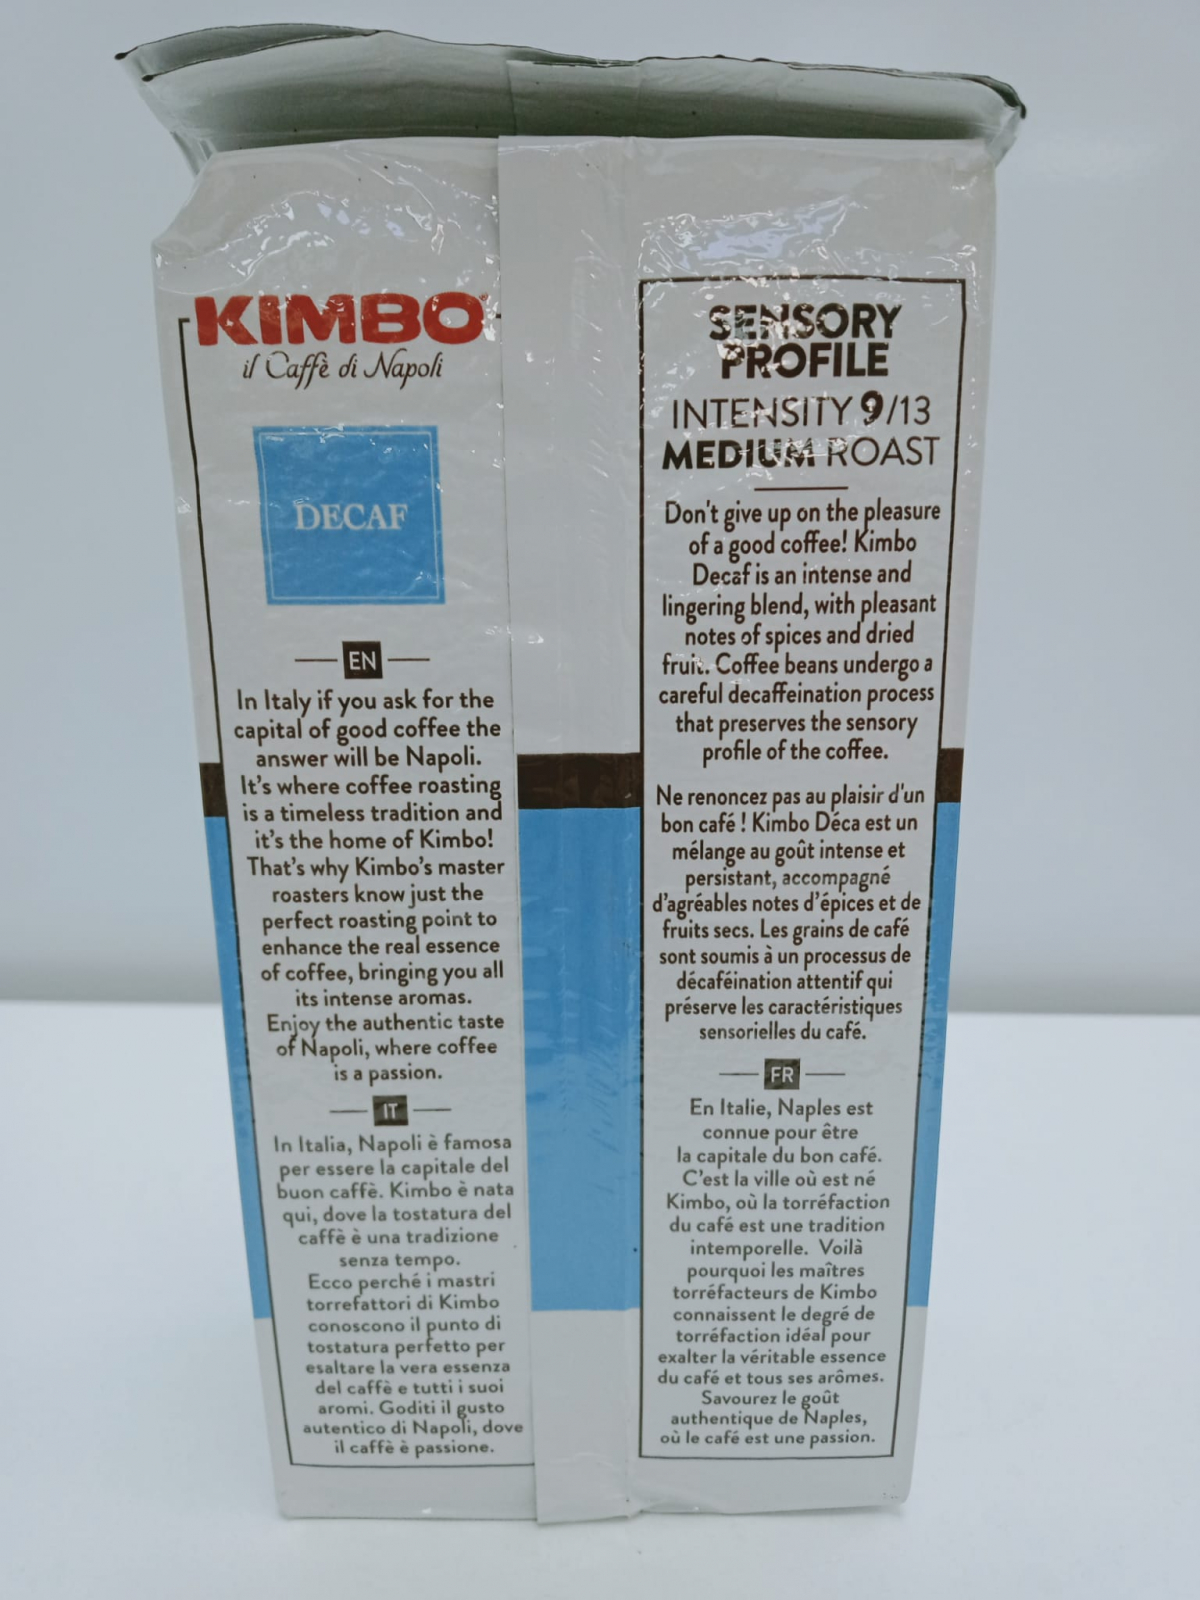 KIMBO
il Caffè di Napoli
DECAF
EN
In Italy if you ask for the
capital of good coffee the
answer will be Napoli.
It's where coffee roasting
is a timeless tradition and
it's the home of Kimbo!
That's why Kimbo's master
roasters know just the
perfect roasting point to
enhance the real essence
of coffee, bringing you all
its intense aromas.
Enjoy the authentic taste
of Napoli, where coffee
is a passion.
IT
In Italia, Napoli è famosa
per essere la capitale del
buon caffè. Kimbo è nata
qui, dove la tostatura del
caffè è una tradizione
senza tempo.
Ecco perché i mastri
torrefattori di Kimbo
conoscono il punto di
tostatura perfetto per
esaltare la vera essenza
del caffè e tutti i suoi
aromi. Goditi il gusto
autentico di Napoli, dove
il caffè è passione.
SENSORY
PROFILE
INTENSITY 9/13
MEDIUM ROAST
Don't give up on the pleasure
of a good coffee! Kimbo
Decaf is an intense and
lingering blend, with pleasant
notes of spices and dried
fruit. Coffee beans undergo a
careful decaffeination process
that preserves the sensory
profile of the coffee.
Ne renoncez pas au plaisir d'un
bon café ! Kimbo Déca est un
mélange au goût intense et
persistant, accompagné
d'agréables notes d'épices et de
fruits secs. Les grains de café
sont soumis à un processus de
décaféination attentif qui
préserve les caractéristiques
sensorielles du café.
FR
En Italie, Naples est
connue pour être
la capitale du bon café.
C'est la ville où est né
Kimbo, où la torréfaction
du café est une tradition
intemporelle. Voilà
pourquoi les maîtres
torréfacteurs de Kimbo
connaissent le degré de
torréfaction idéal pour
exalter la véritable essence
du café et tous ses arômes.
Savourez le goût
authentique de Naples,
où le café est une passion.